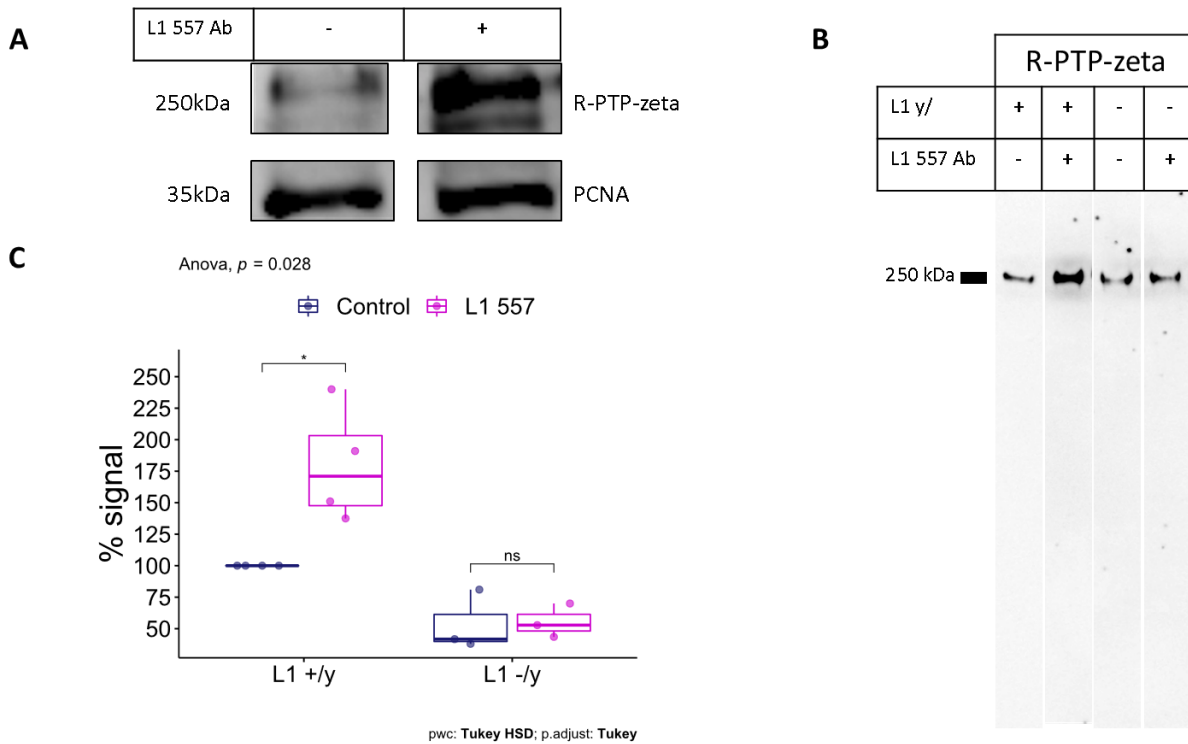 A
L1 557 Ab - +
250kDa R-PTP-zeta
35kDa PCNA
B
R-PTP-zeta
L1 y/ + + - -
L1 557 Ab - + - +
250 kDa
C
Anova, p = 0.028
Control L1 557
% signal
250
225
200
175
150
125
100
75
50
*
ns
L1 +/y L1 -/y
pwc: Tukey HSD; p.adjust: Tukey